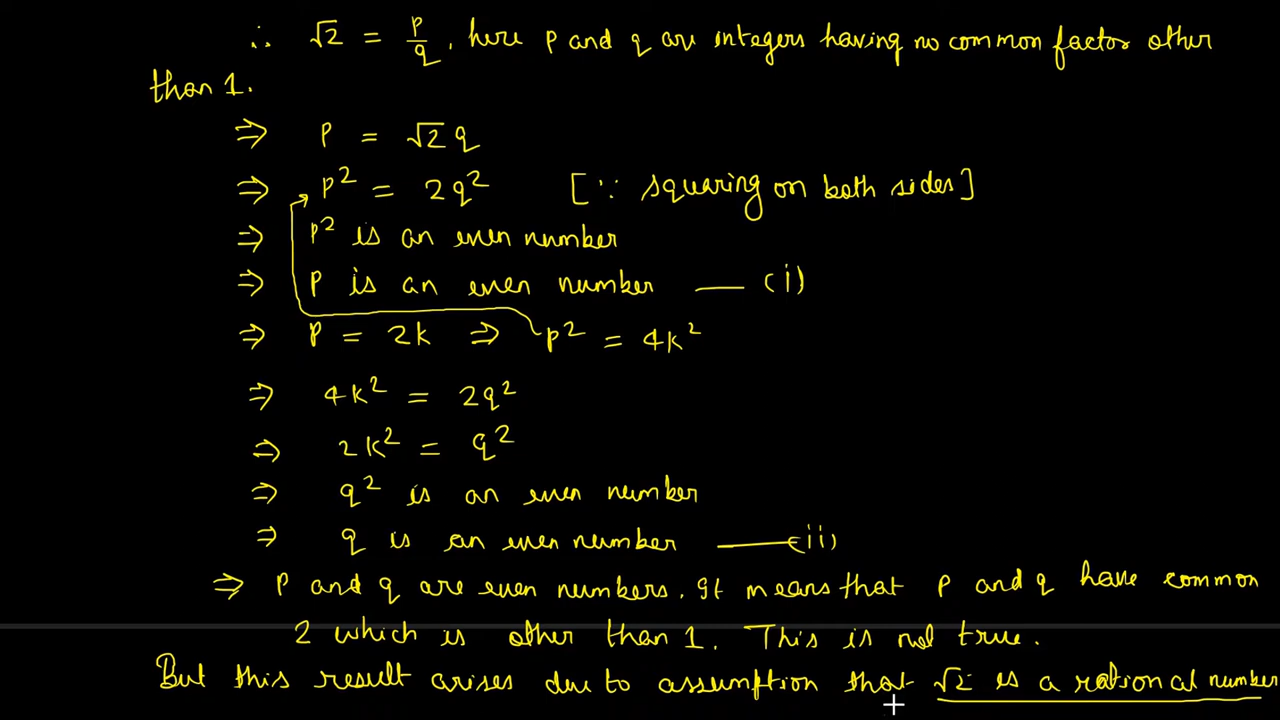 ∴ √2 = p/q, here p and q are integers having no common factor other
than 1.
⇒ p = √2 q
⇒ p² = 2q² [∵ squaring on both sides]
⇒ p² is an even number
⇒ p is an even number — (i)
⇒ p = 2k ⇒ p² = 4k²
⇒ 4k² = 2q²
⇒ 2k² = q²
⇒ q² is an even number
⇒ q is an even number — (ii)
⇒ p and q are even numbers. It means that p and q have common
2 which is other than 1. This is not true.
But this result arises due to assumption that √2 is a rational number